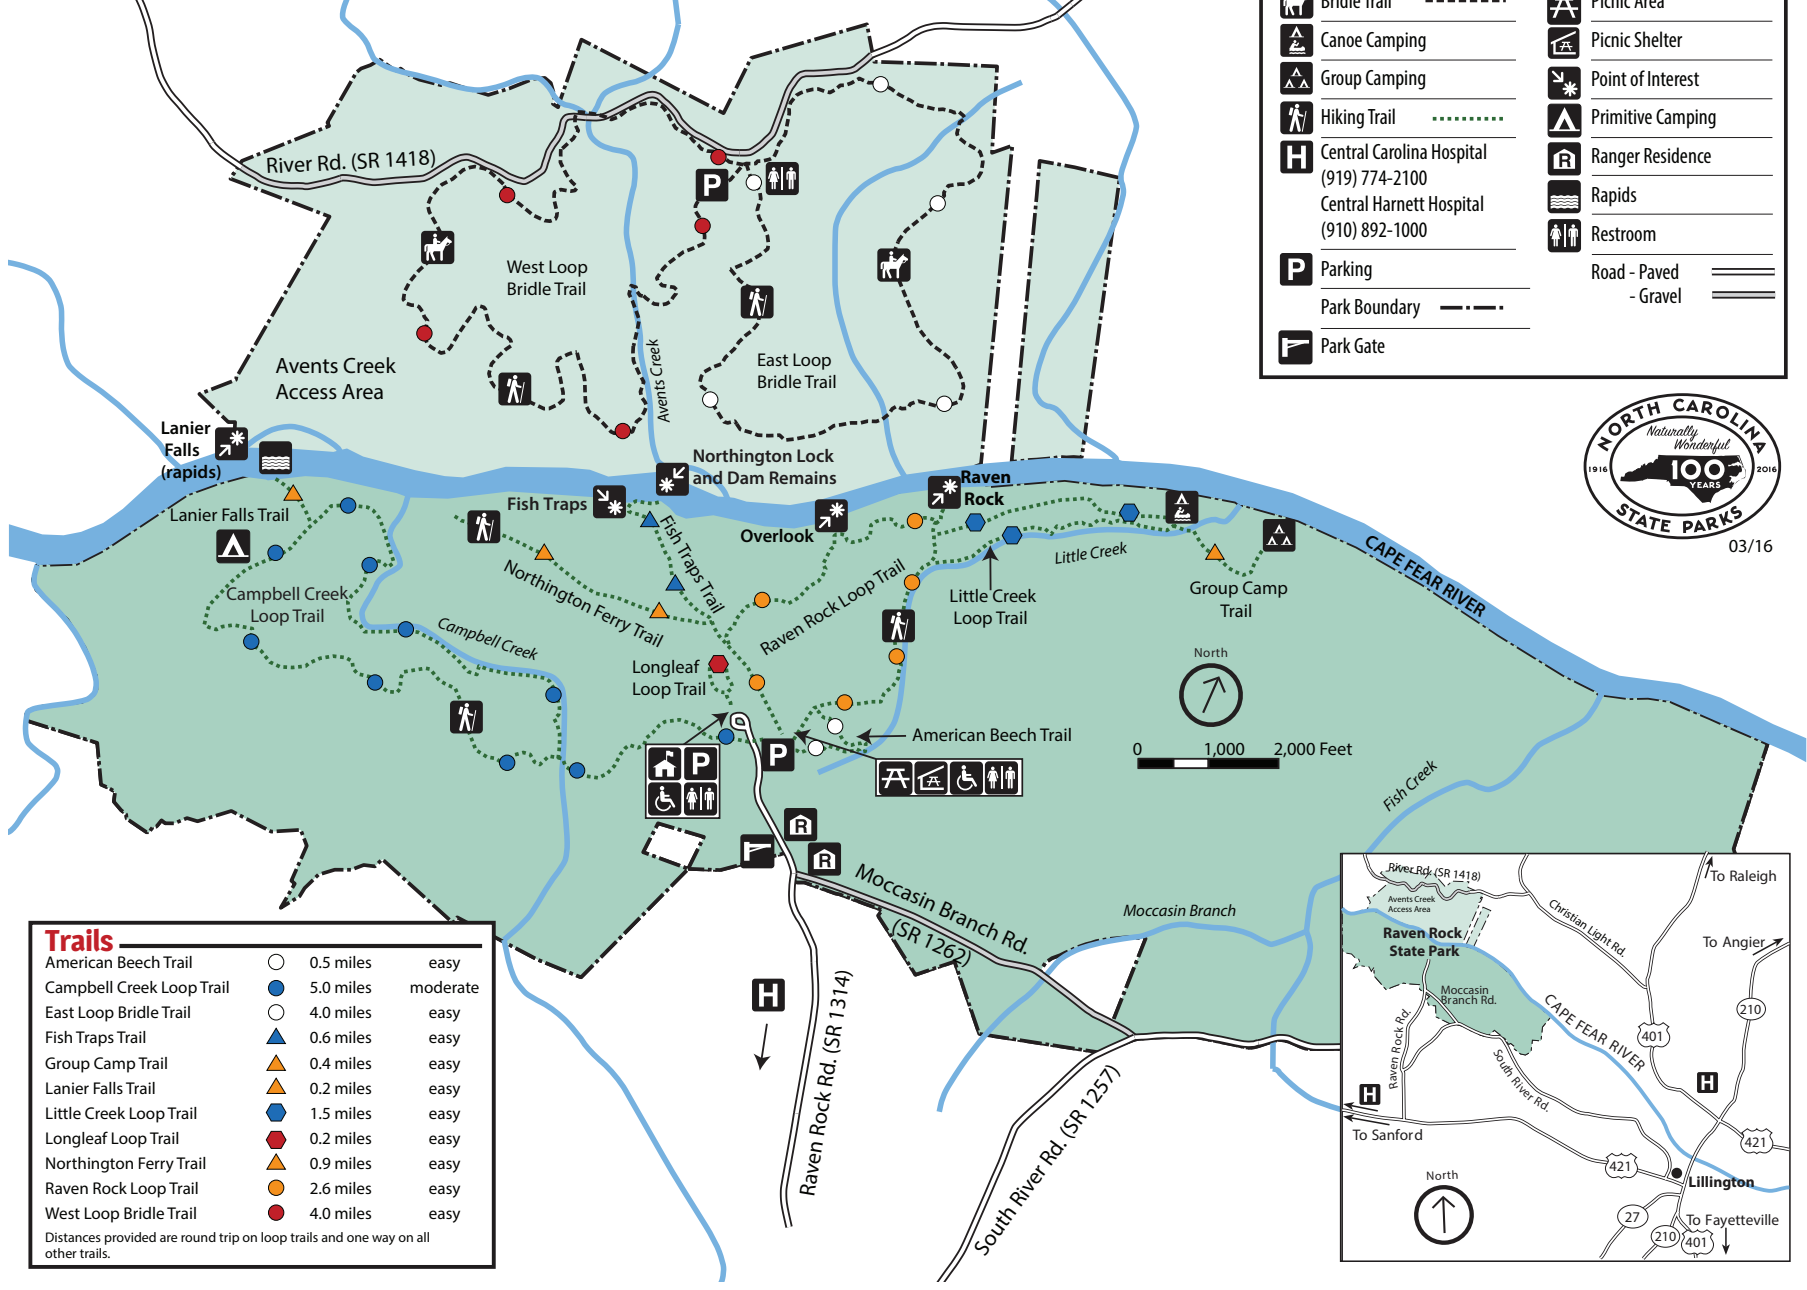 Bridle Trail
Canoe Camping
Group Camping
Hiking Trail
H
Central Carolina Hospital
(919) 774-2100
Central Harnett Hospital
(910) 892-1000
P
Parking
Park Boundary
Park Gate
Picnic Area
Picnic Shelter
Point of Interest
Primitive Camping
R
Ranger Residence
Rapids
Restroom
Road - Paved
- Gravel
NORTH CAROLINA
Naturally
Wonderful
1916
100
YEARS
2016
STATE PARKS
03/16
River Rd. (SR 1418)
P
West Loop
Bridle Trail
Avents Creek
East Loop
Bridle Trail
Avents Creek
Access Area
Lanier
Falls
(rapids)
Northington Lock
and Dam Remains
Raven
Rock
Fish Traps
Overlook
Lanier Falls Trail
Fish Traps Trail
Northington Ferry Trail
Campbell Creek
Loop Trail
Campbell Creek
Raven Rock Loop Trail
Little Creek
Little Creek
Loop Trail
Group Camp
Trail
CAPE FEAR RIVER
Longleaf
Loop Trail
North
American Beech Trail
0
1,000
2,000 Feet
P
P
R
R
Fish Creek
Moccasin Branch Rd.
(SR 1262)
Moccasin Branch
H
Raven Rock Rd. (SR 1314)
South River Rd. (SR 1257)
Trails
American Beech Trail 0.5 miles easy
Campbell Creek Loop Trail 5.0 miles moderate
East Loop Bridle Trail 4.0 miles easy
Fish Traps Trail 0.6 miles easy
Group Camp Trail 0.4 miles easy
Lanier Falls Trail 0.2 miles easy
Little Creek Loop Trail 1.5 miles easy
Longleaf Loop Trail 0.2 miles easy
Northington Ferry Trail 0.9 miles easy
Raven Rock Loop Trail 2.6 miles easy
West Loop Bridle Trail 4.0 miles easy
Distances provided are round trip on loop trails and one way on all
other trails.
River Rd. (SR 1418)
To Raleigh
Avents Creek
Access Area
Christian Light Rd.
Raven Rock
State Park
To Angier
Moccasin
Branch Rd.
CAPE FEAR RIVER
210
401
Raven Rock Rd.
South River Rd.
H
H
To Sanford
421
421
North
Lillington
27
To Fayetteville
210
401